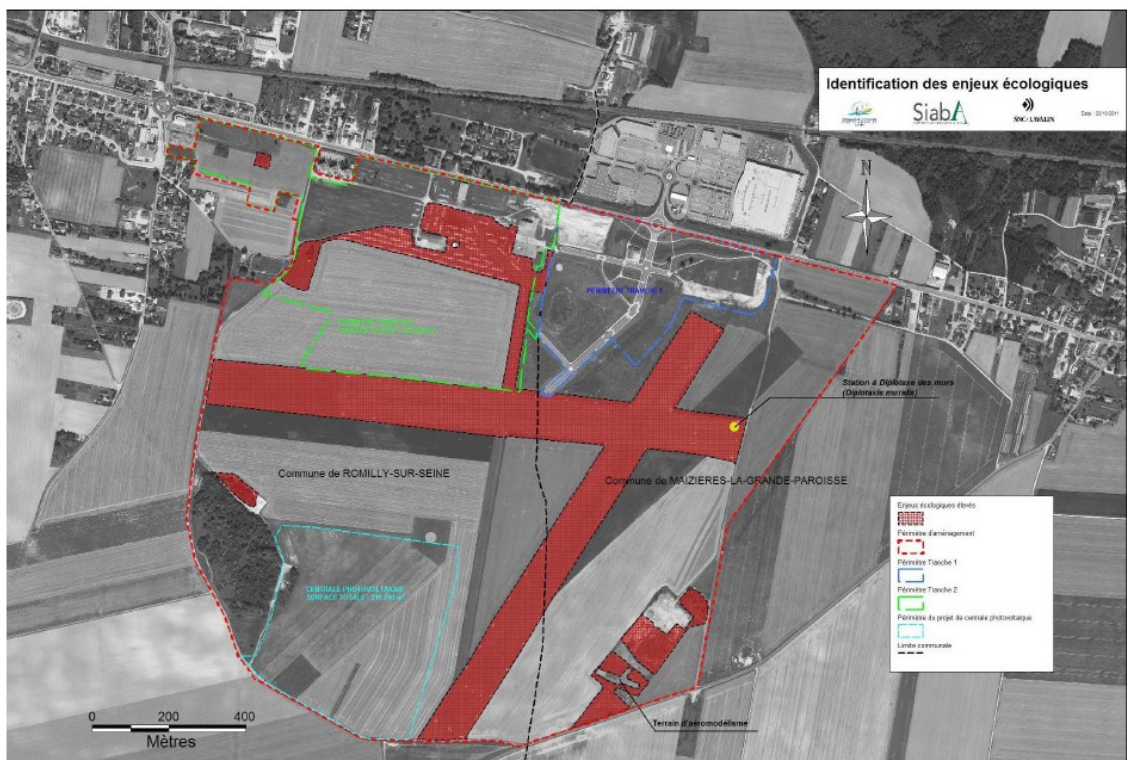 Identification des enjeux écologiques
SiabA
SNC • LAVALIN
N
PÉRIMÈTRE TRANCHE 1
Station à Diplotaxe des murs
(Diplotaxis muralis)
Commune de ROMILLY-SUR-SEINE
Commune de MAIZIERES-LA-GRANDE-PAROISSE
CENTRALE PHOTOVOLTAIQUE
Enjeux écologiques élevés
Périmètre d'aménagement
Périmètre Tranche 1
Périmètre Tranche 2
Périmètre du projet de centrale photovoltaïque
Limite communale
Terrain d'aéromodélisme
0 200 400
Mètres